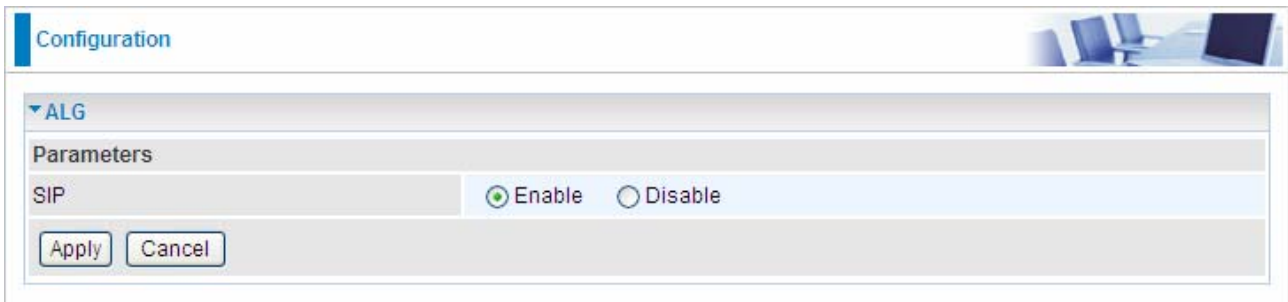 Configuration
ALG
Parameters
SIP Enable Disable
Apply Cancel